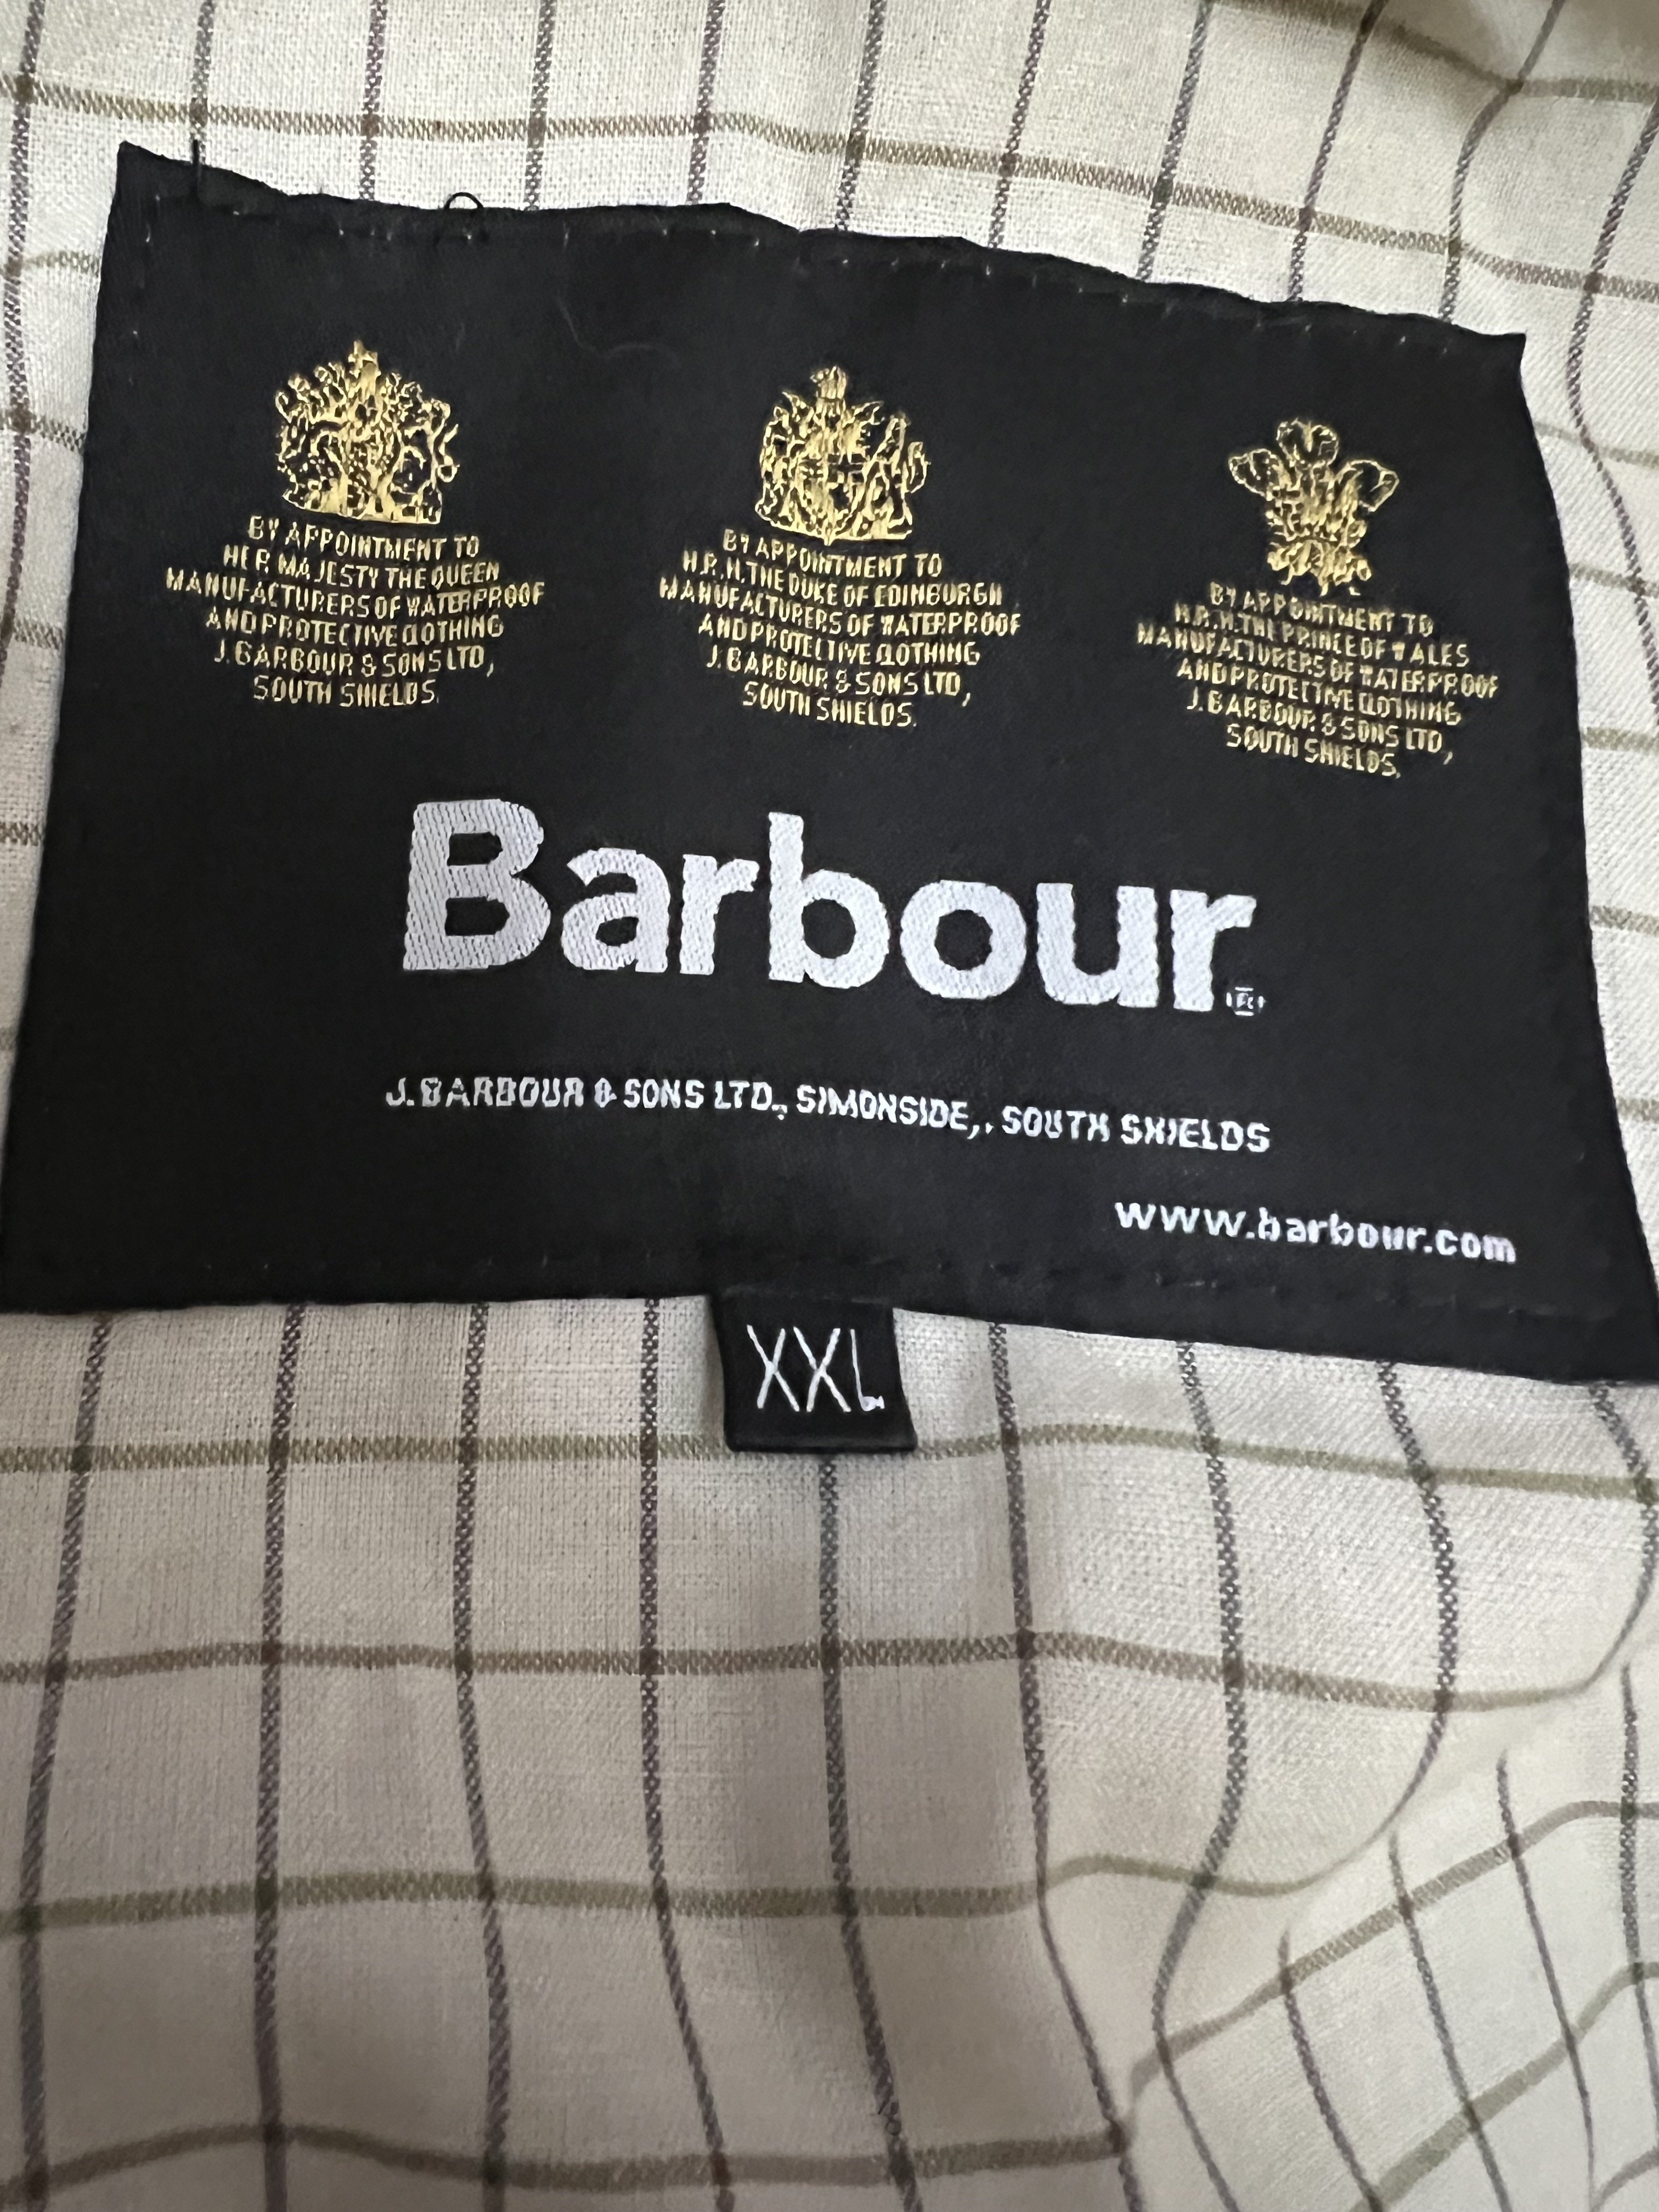 BY APPOINTMENT TO
HER MAJESTY THE QUEEN
MANUFACTURERS OF WATERPROOF
AND PROTECTIVE CLOTHING
J. BARBOUR & SONS LTD,
SOUTH SHIELDS.
BY APPOINTMENT TO
H.R.H. THE DUKE OF EDINBURGH
MANUFACTURERS OF WATERPROOF
AND PROTECTIVE CLOTHING
J. BARBOUR & SONS LTD,
SOUTH SHIELDS.
BY APPOINTMENT TO
H.R.H. THE PRINCE OF WALES
MANUFACTURERS OF WATERPROOF
AND PROTECTIVE CLOTHING
J. BARBOUR & SONS LTD,
SOUTH SHIELDS.
Barbour
J. BARBOUR & SONS LTD., SIMONSIDE,. SOUTH SHIELDS
www.barbour.com
XXL